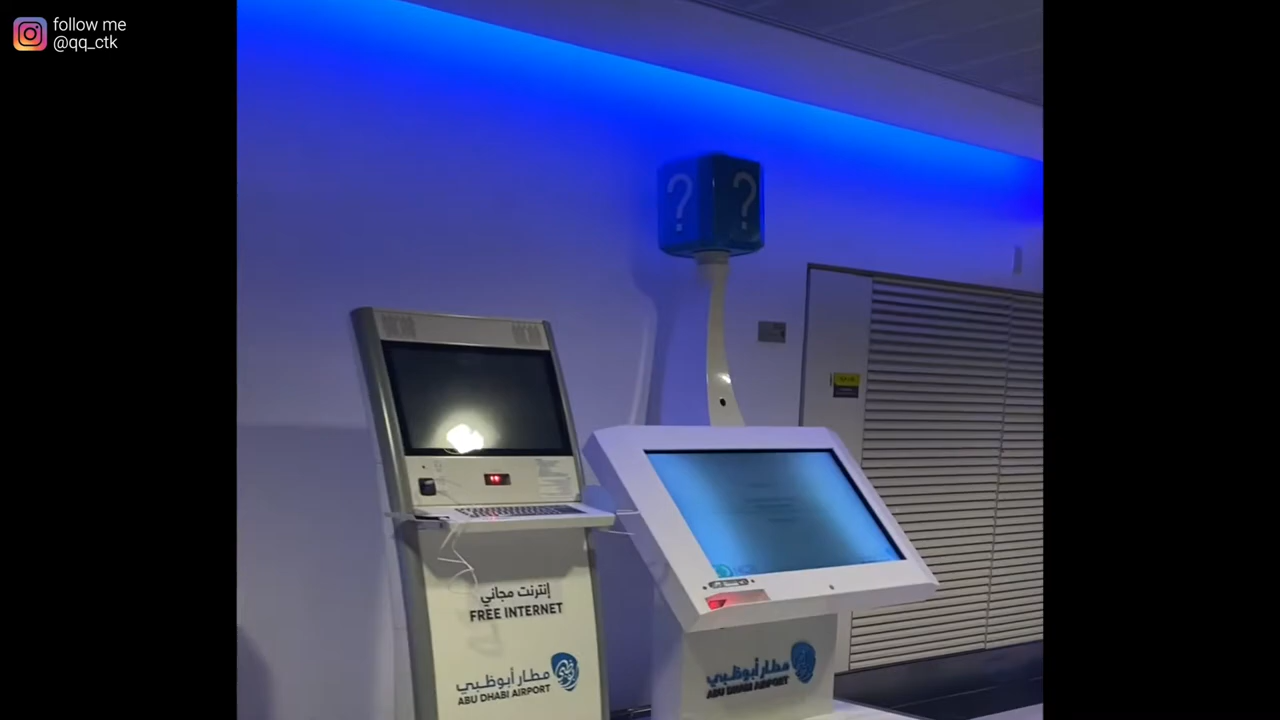 follow me
@qq_ctk
? ?
إنترنت مجاني
FREE INTERNET
مطار أبوظبي
ABU DHABI AIRPORT
مطار أبوظبي
ABU DHABI AIRPORT